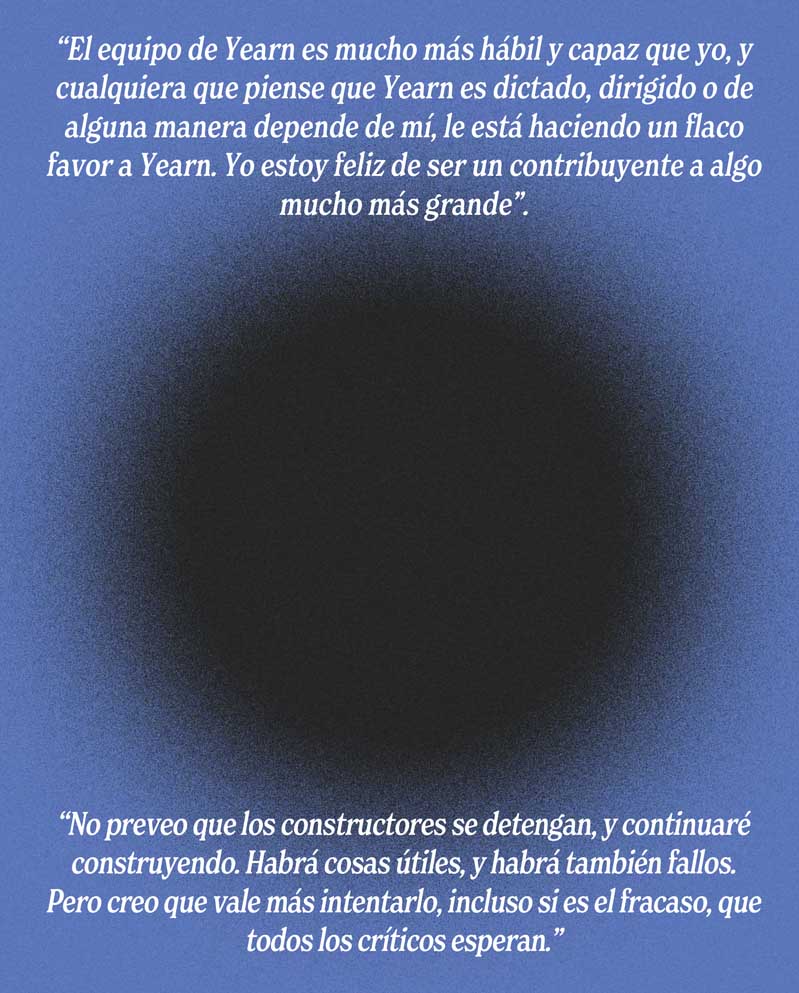 “El equipo de Yearn es mucho más hábil y capaz que yo, y
cualquiera que piense que Yearn es dictado, dirigido o de
alguna manera depende de mí, le está haciendo un flaco
favor a Yearn. Yo estoy feliz de ser un contribuyente a algo
mucho más grande”.
“No preveo que los constructores se detengan, y continuaré
construyendo. Habrá cosas útiles, y habrá también fallos.
Pero creo que vale más intentarlo, incluso si es el fracaso, que
todos los críticos esperan.”